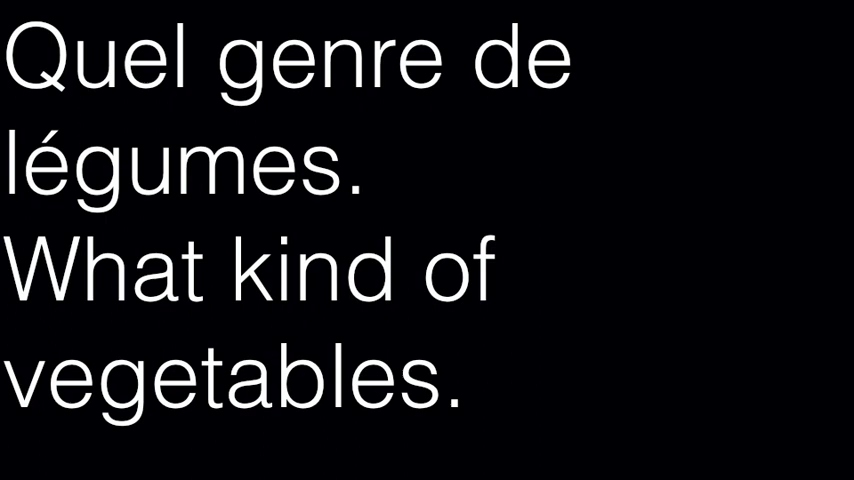 Quel genre de
légumes.
What kind of
vegetables.